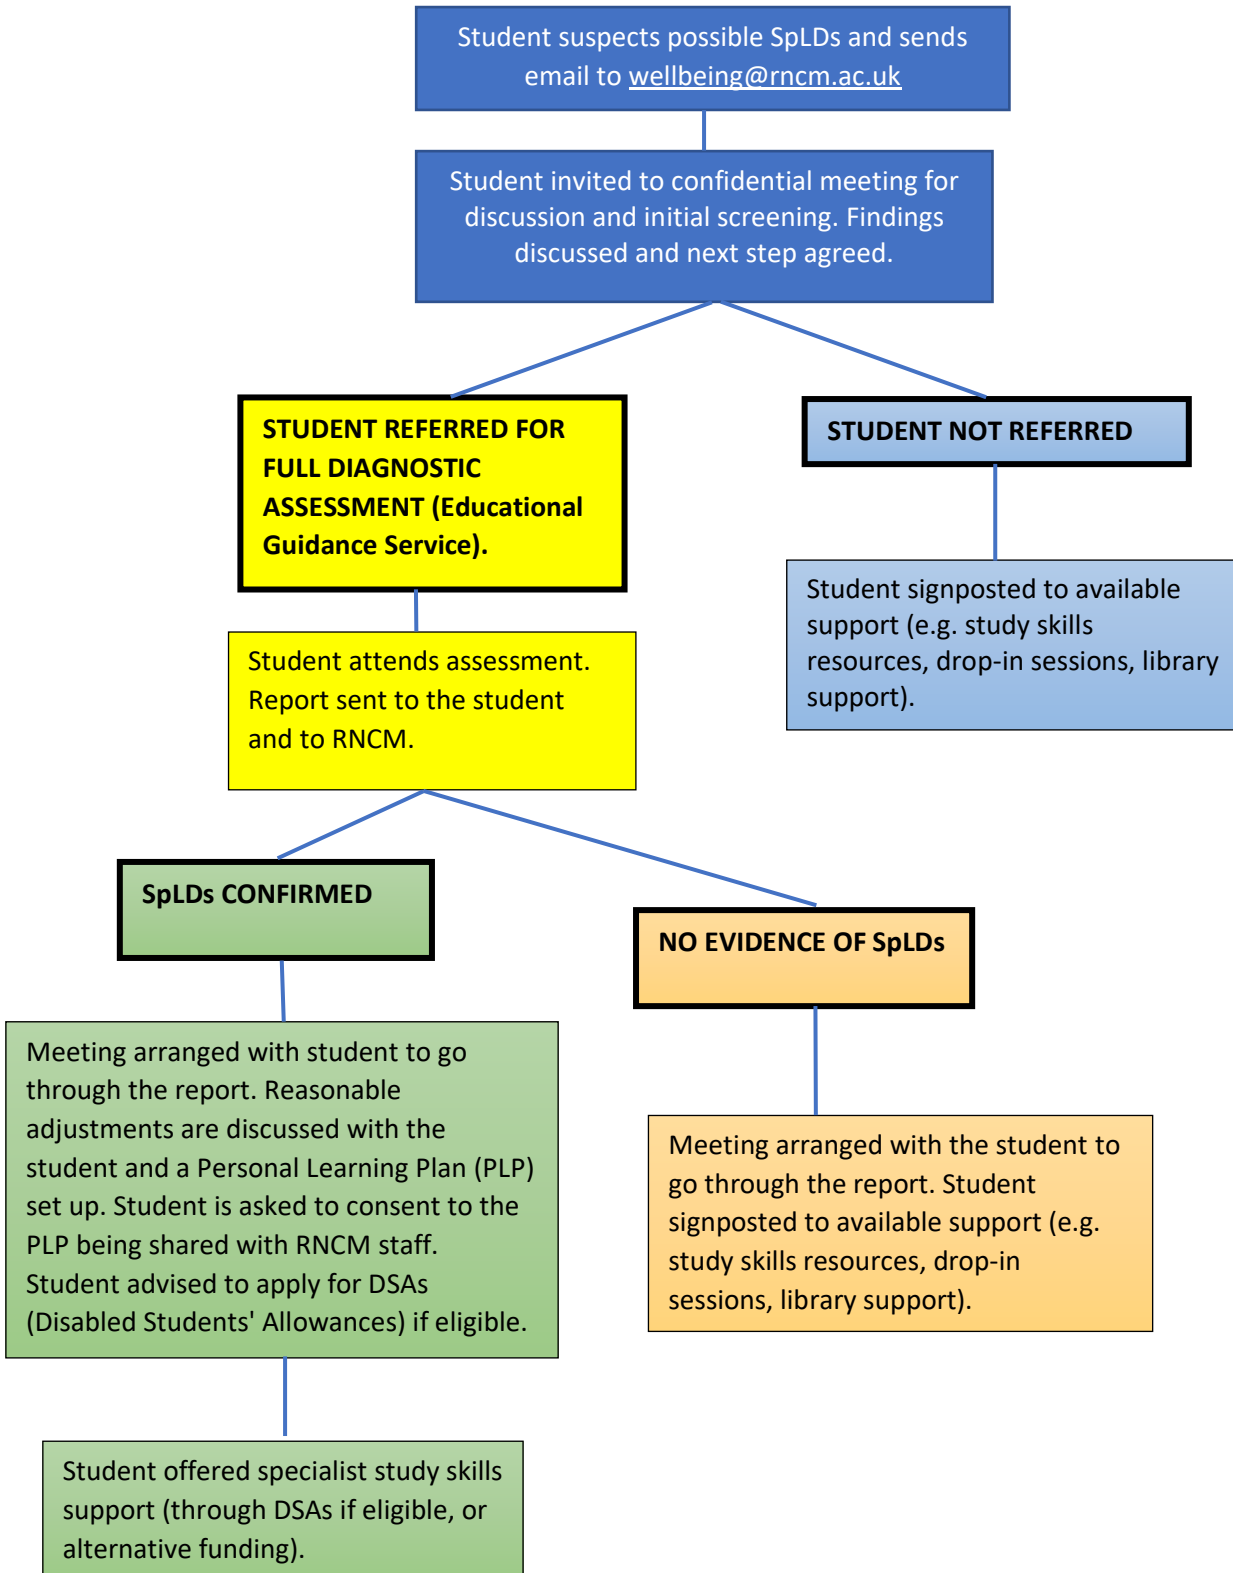 Student suspects possible SpLDs and sends
email to wellbeing@rncm.ac.uk
Student invited to confidential meeting for
discussion and initial screening. Findings
discussed and next step agreed.
STUDENT REFERRED FOR
FULL DIAGNOSTIC
ASSESSMENT (Educational
Guidance Service).
STUDENT NOT REFERRED
Student signposted to available
support (e.g. study skills
resources, drop-in sessions, library
support).
Student attends assessment.
Report sent to the student
and to RNCM.
SpLDs CONFIRMED
NO EVIDENCE OF SpLDs
Meeting arranged with student to go
through the report. Reasonable
adjustments are discussed with the
student and a Personal Learning Plan (PLP)
set up. Student is asked to consent to the
PLP being shared with RNCM staff.
Student advised to apply for DSAs
(Disabled Students' Allowances) if eligible.
Meeting arranged with the student to
go through the report. Student
signposted to available support (e.g.
study skills resources, drop-in
sessions, library support).
Student offered specialist study skills
support (through DSAs if eligible, or
alternative funding).